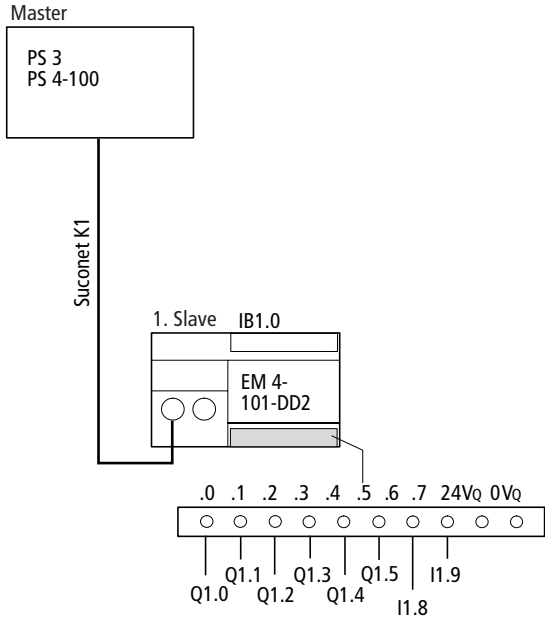 Master
PS 3
PS 4-100
Suconet K1
1. Slave IB1.0
EM 4-
101-DD2
.0 .1 .2 .3 .4 .5 .6 .7 24VQ 0VQ
Q1.1 Q1.3 Q1.5 I1.9
Q1.0 Q1.2 Q1.4 I1.8